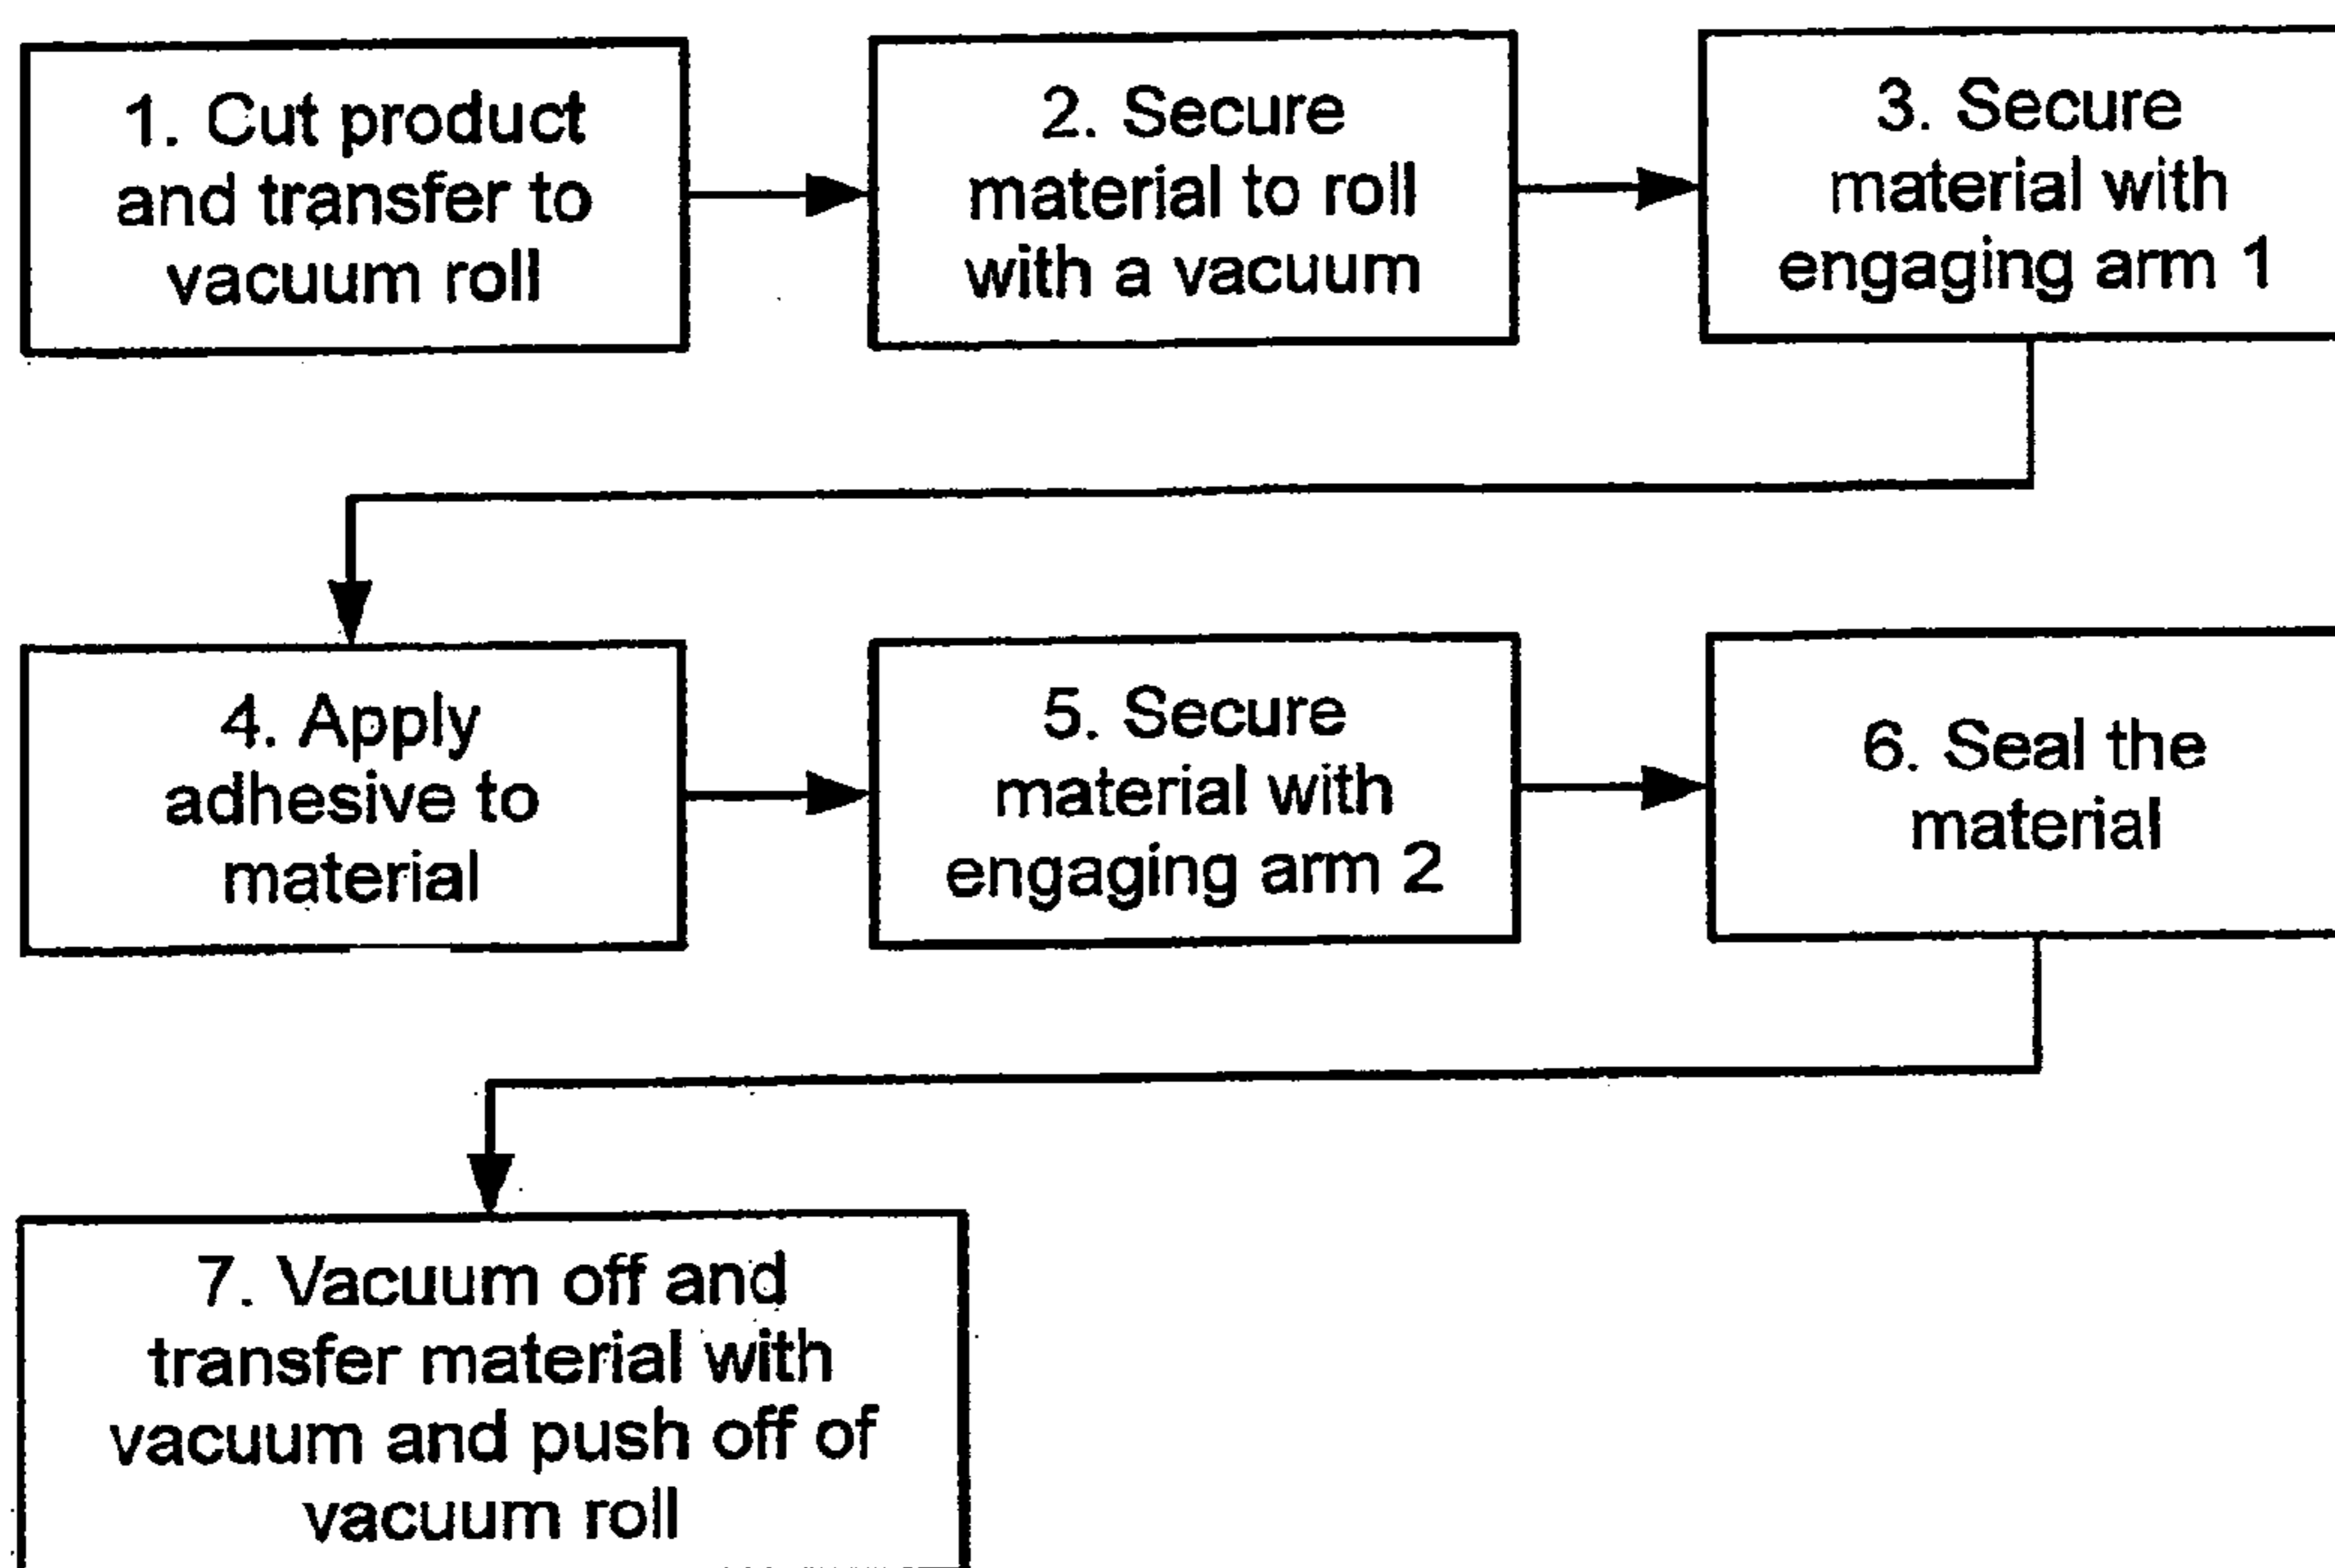 1. Cut product
and transfer to
vacuum roll
2. Secure
material to roll
with a vacuum
3. Secure
material with
engaging arm 1
4. Apply
adhesive to
material
5. Secure
material with
engaging arm 2
6. Seal the
material
7. Vacuum off and
transfer material with
vacuum and push off of
vacuum roll